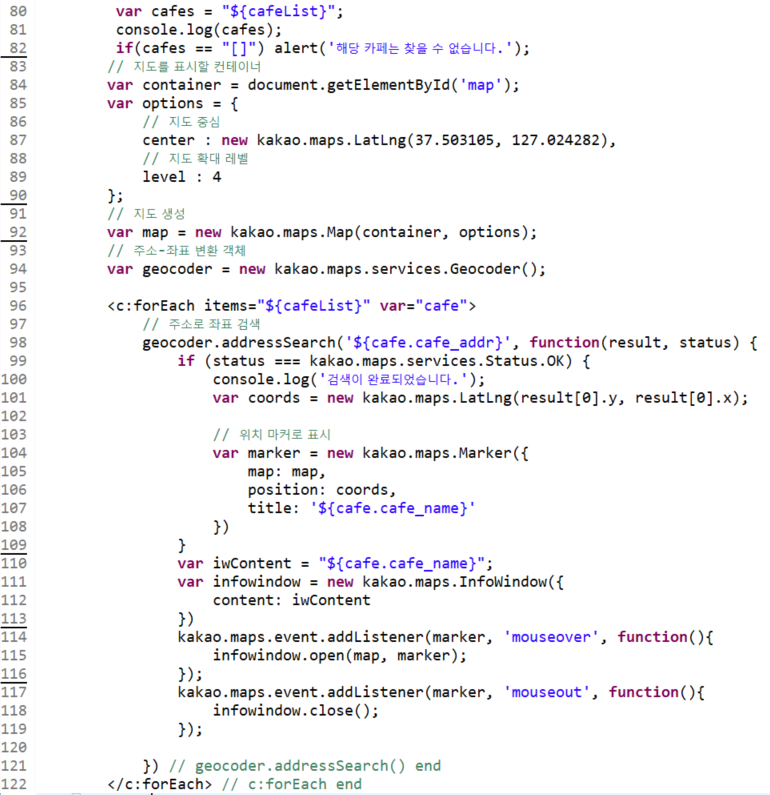 80 var cafes = "${cafeList}";
81 console.log(cafes);
82 if(cafes == "[]") alert('해당 카페는 찾을 수 없습니다.');
83 // 지도를 표시할 컨테이너
84 var container = document.getElementById('map');
85 var options = {
86 // 지도 중심
87 center : new kakao.maps.LatLng(37.503105, 127.024282),
88 // 지도 확대 레벨
89 level : 4
90 };
91 // 지도 생성
92 var map = new kakao.maps.Map(container, options);
93 // 주소-좌표 변환 객체
94 var geocoder = new kakao.maps.services.Geocoder();
95
96 <c:forEach items="${cafeList}" var="cafe">
97 // 주소로 좌표 검색
98 geocoder.addressSearch('${cafe.cafe_addr}', function(result, status) {
99 if (status === kakao.maps.services.Status.OK) {
100 console.log('검색이 완료되었습니다.');
101 var coords = new kakao.maps.LatLng(result[0].y, result[0].x);
102
103 // 위치 마커로 표시
104 var marker = new kakao.maps.Marker({
105 map: map,
106 position: coords,
107 title: '${cafe.cafe_name}'
108 })
109 }
110 var iwContent = "${cafe.cafe_name}";
111 var infowindow = new kakao.maps.InfoWindow({
112 content: iwContent
113 })
114 kakao.maps.event.addListener(marker, 'mouseover', function(){
115 infowindow.open(map, marker);
116 });
117 kakao.maps.event.addListener(marker, 'mouseout', function(){
118 infowindow.close();
119 });
120
121 }) // geocoder.addressSearch() end
122 </c:forEach> // c:forEach end